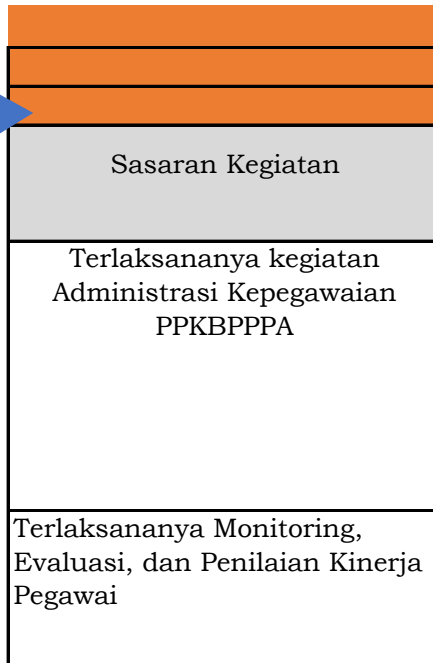 Sasaran Kegiatan
Terlaksananya kegiatan
Administrasi Kepegawaian
PPKBPPPA
Terlaksananya Monitoring,
Evaluasi, dan Penilaian Kinerja
Pegawai